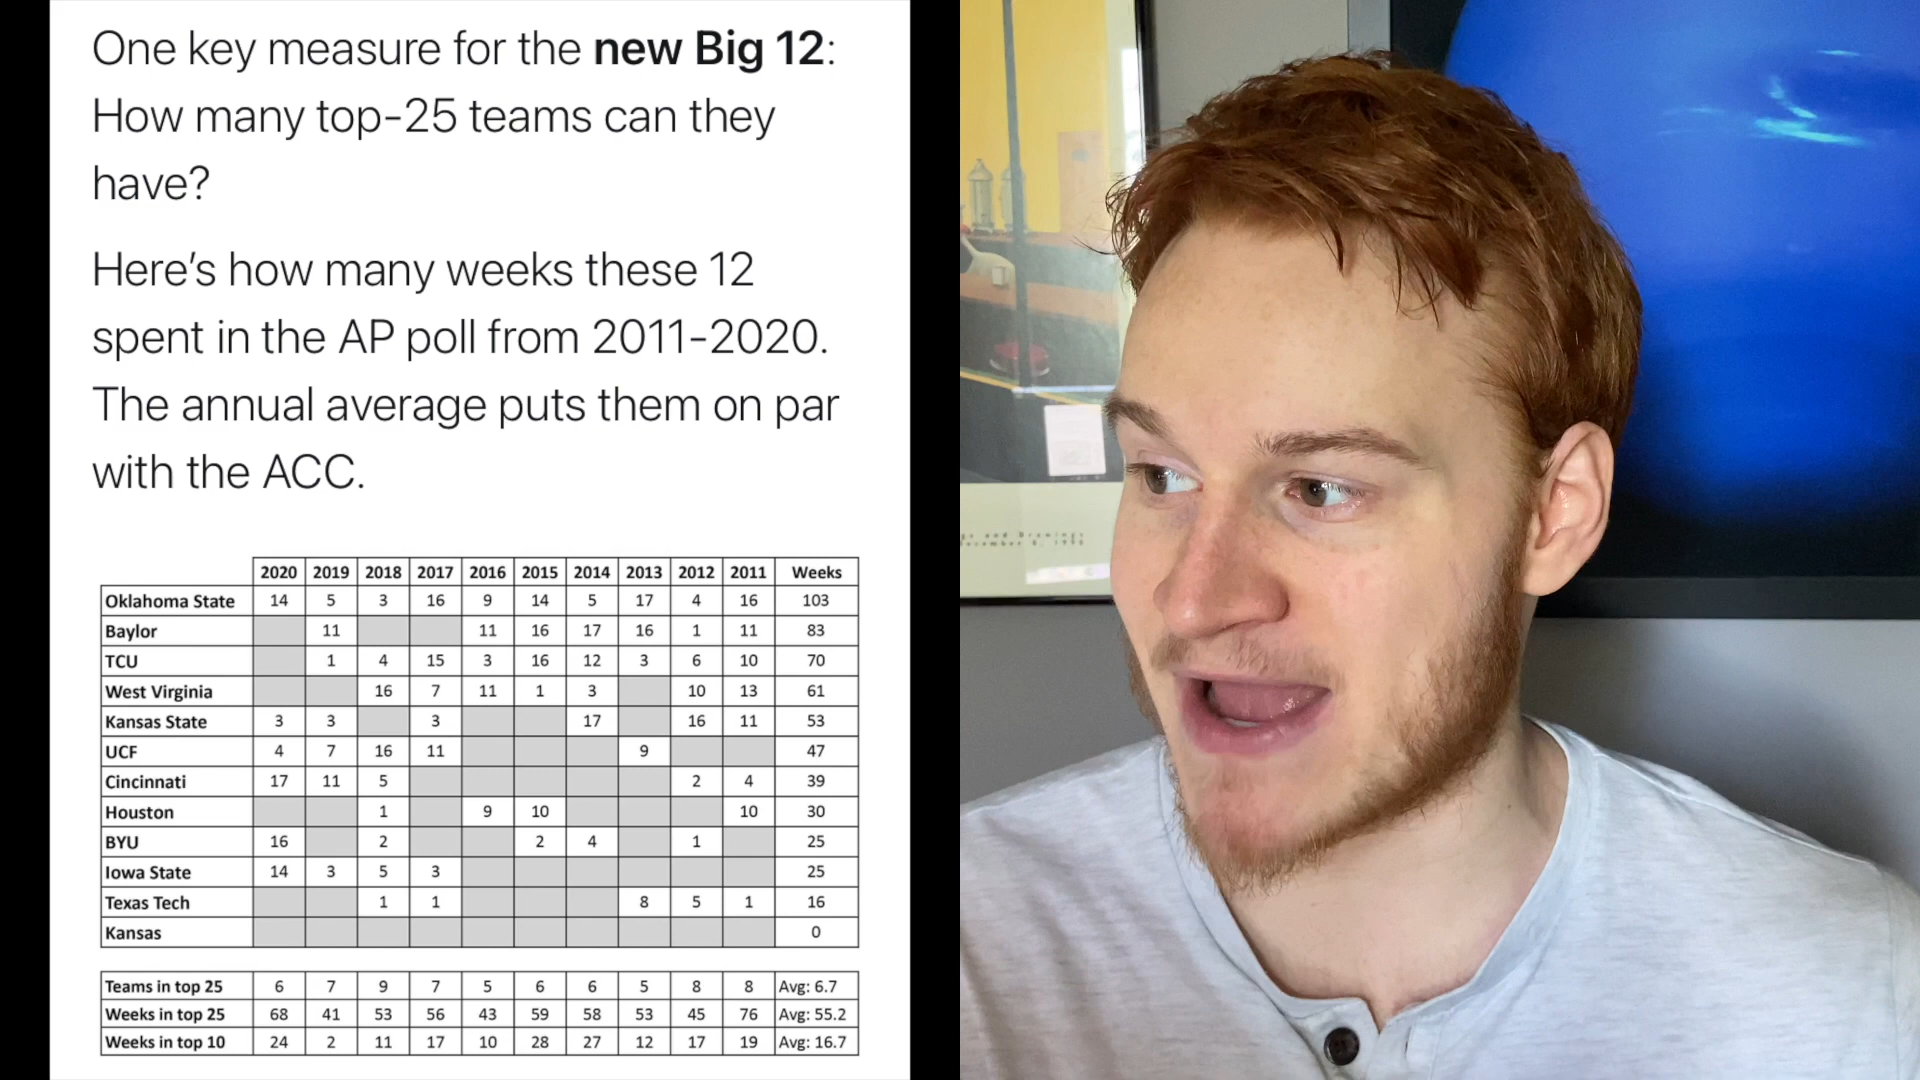 One key measure for the new Big 12:
How many top-25 teams can they
have?
Here's how many weeks these 12
spent in the AP poll from 2011-2020.
The annual average puts them on par
with the ACC.
2020 2019 2018 2017 2016 2015 2014 2013 2012 2011 Weeks
Oklahoma State 14 5 3 16 9 14 5 17 4 16 103
Baylor 11 11 16 17 16 1 11 83
TCU 1 4 15 3 16 12 3 6 10 70
West Virginia 16 7 11 1 3 10 13 61
Kansas State 3 3 3 17 16 11 53
UCF 4 7 16 11 9 47
Cincinnati 17 11 5 2 4 39
Houston 1 9 10 10 30
BYU 16 2 2 4 1 25
Iowa State 14 3 5 3 25
Texas Tech 1 1 8 5 1 16
Kansas 0
Teams in top 25 6 7 9 7 5 6 6 5 8 8 Avg: 6.7
Weeks in top 25 68 41 53 56 43 59 58 53 45 76 Avg: 55.2
Weeks in top 10 24 2 11 17 10 28 27 12 17 19 Avg: 16.7